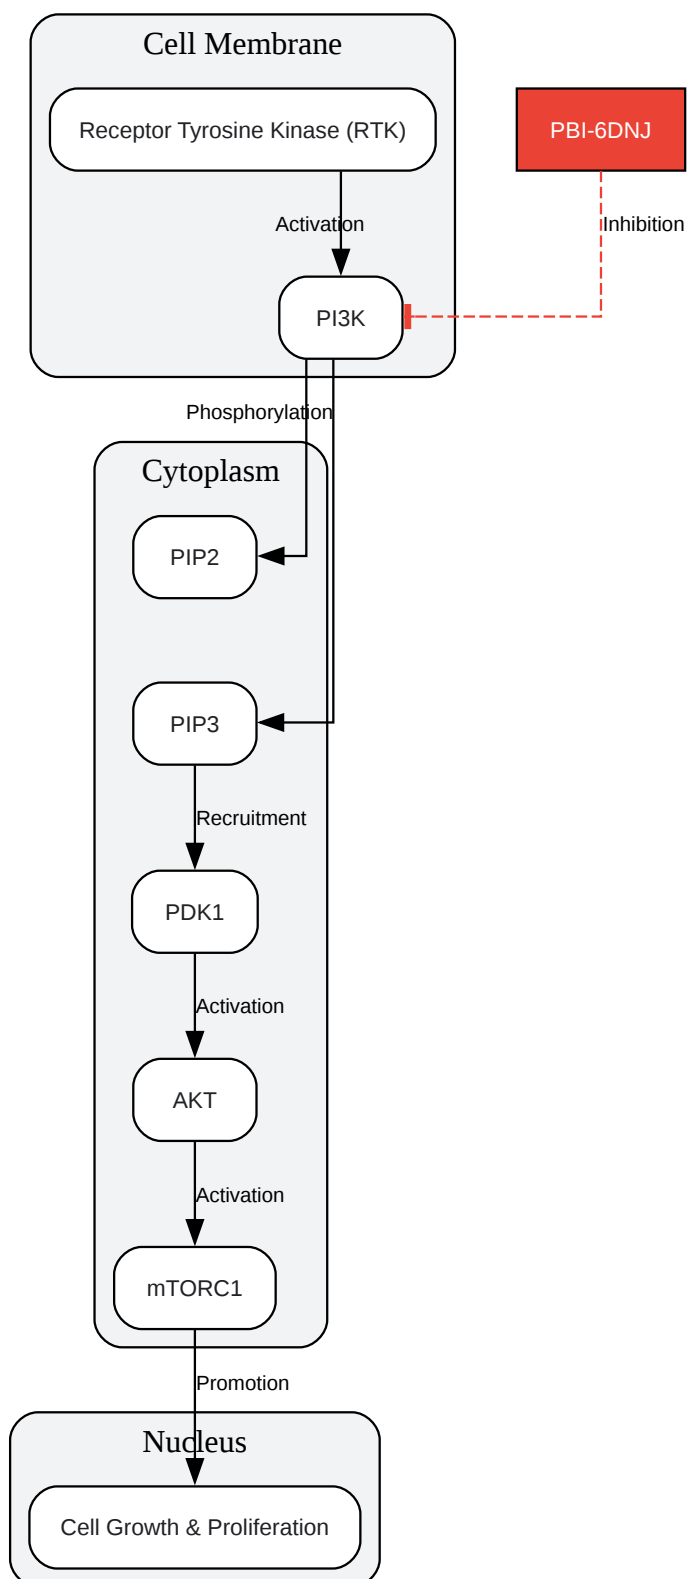 Cell Membrane
Receptor Tyrosine Kinase (RTK)
PBI-6DNJ
Activation
Inhibition
PI3K
Phosphorylation
Cytoplasm
PIP2
PIP3
Recruitment
PDK1
Activation
AKT
Activation
mTORC1
Promotion
Nucleus
Cell Growth & Proliferation